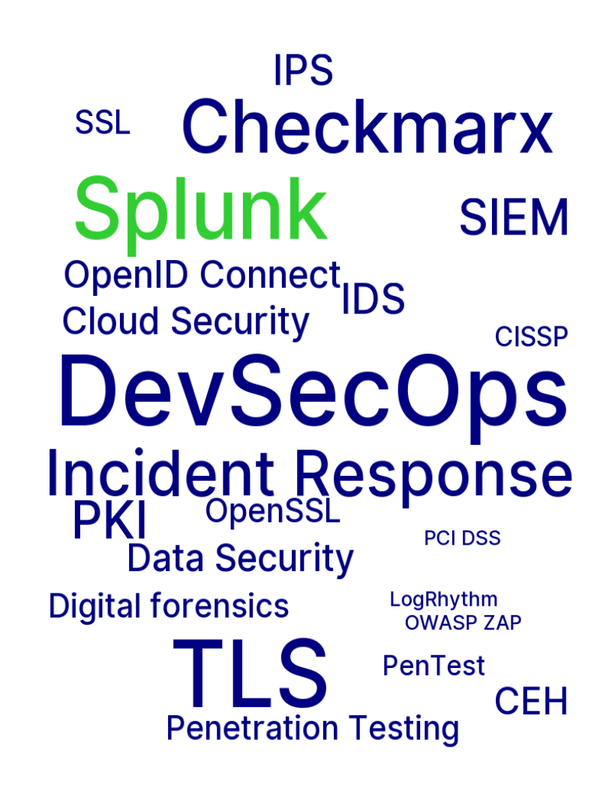 IPS
SSL
Checkmarx
Splunk
SIEM
OpenID Connect
IDS
Cloud Security
CISSP
DevSecOps
Incident Response
PKI
OpenSSL
PCI DSS
Data Security
Digital forensics
LogRhythm
OWASP ZAP
TLS
PenTest
CEH
Penetration Testing